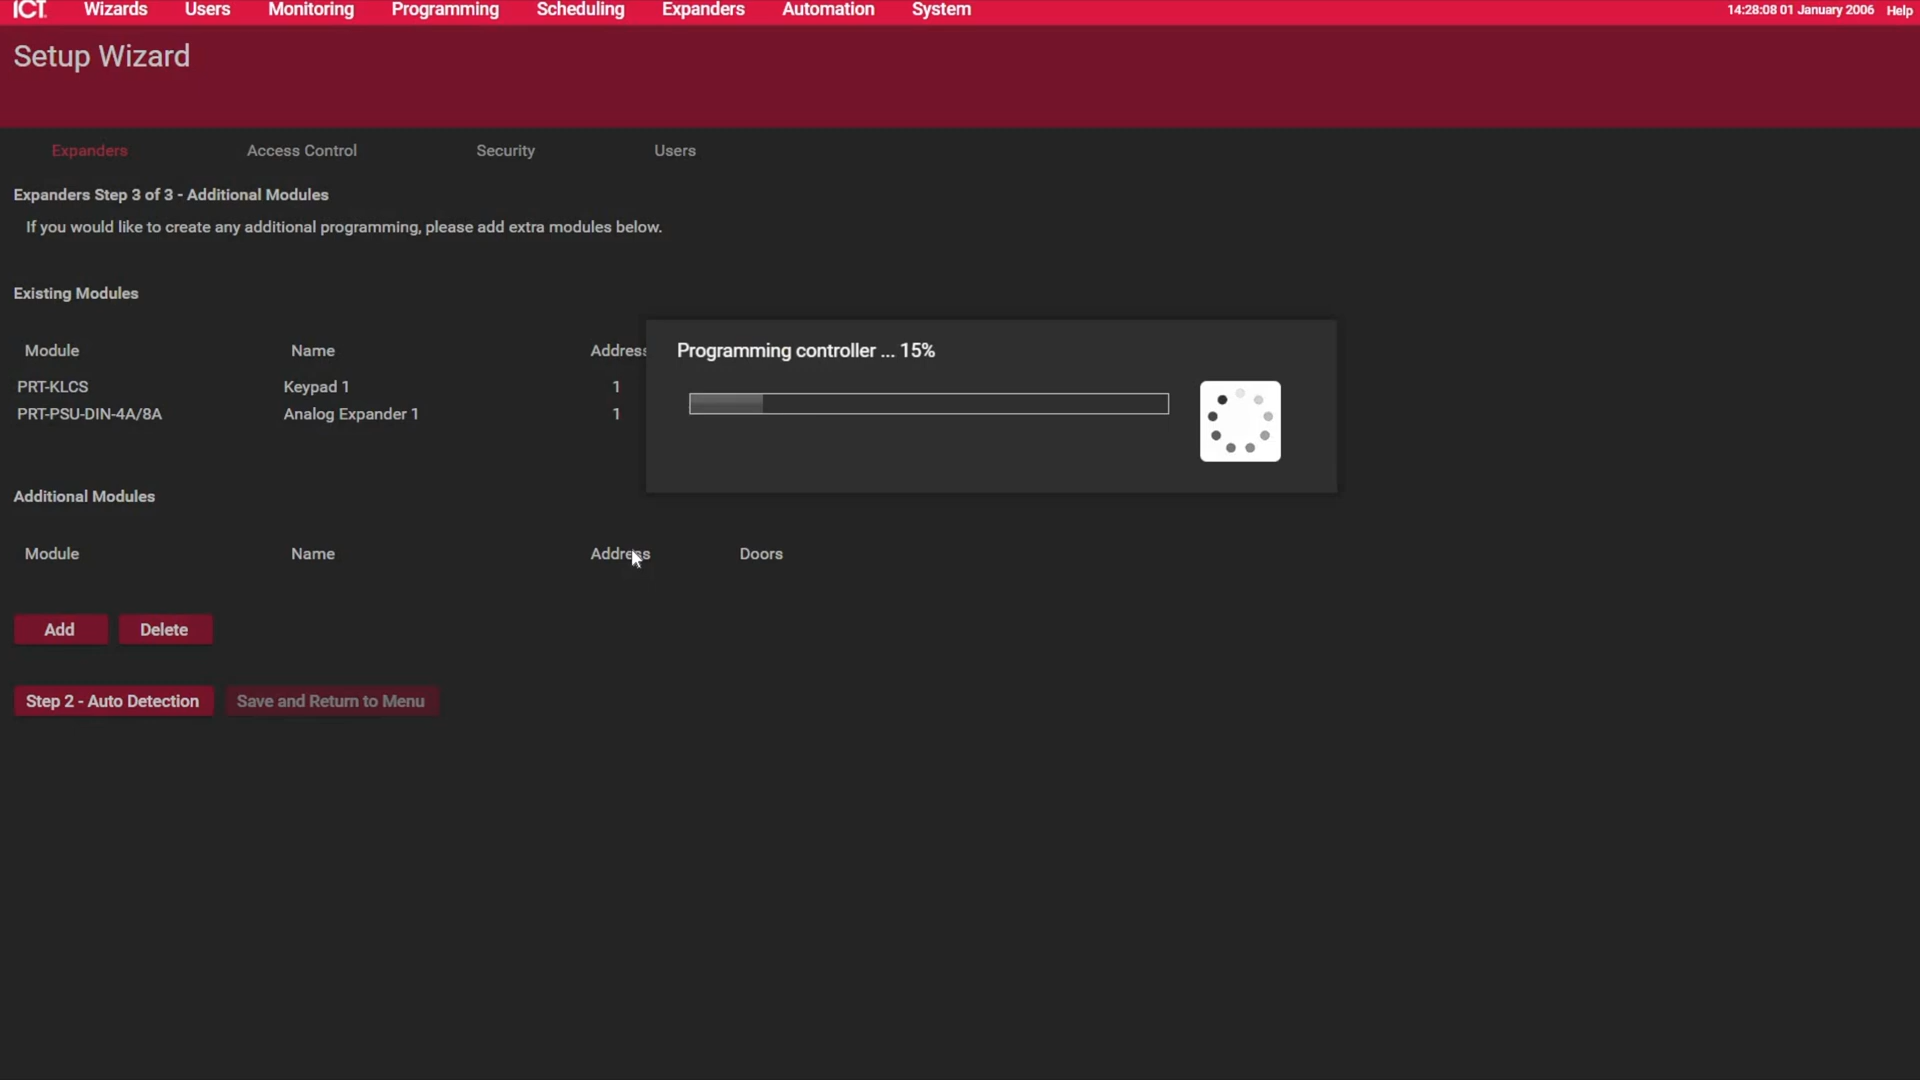 ICT Wizards Users Monitoring Programming Scheduling Expanders Automation System 14:28:08 01 January 2006 Help
Setup Wizard
Expanders Access Control Security Users
Expanders Step 3 of 3 - Additional Modules
If you would like to create any additional programming, please add extra modules below.
Existing Modules
Module Name Address
PRT-KLCS Keypad 1 1
PRT-PSU-DIN-4A/8A Analog Expander 1 1
Programming controller ... 15%
Additional Modules
Module Name Address Doors
Add Delete
Step 2 - Auto Detection Save and Return to Menu